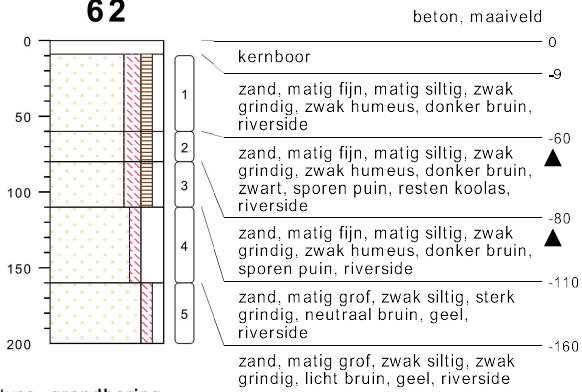 62
beton, maaiveld
0
0
kernboor
-9
zand, matig fijn, matig siltig, zwak
grindig, zwak humeus, donker bruin,
riverside
1
50
-60
zand, matig fijn, matig siltig, zwak
grindig, zwak humeus, donker bruin,
zwart, sporen puin, resten koolas,
riverside
2
3
100
-80
zand, matig fijn, matig siltig, zwak
grindig, zwak humeus, donker bruin,
sporen puin, riverside
4
150
-110
zand, matig grof, zwak siltig, sterk
grindig, neutraal bruin, geel,
riverside
5
200
-160
zand, matig grof, zwak siltig, zwak
grindig, licht bruin, geel, riverside